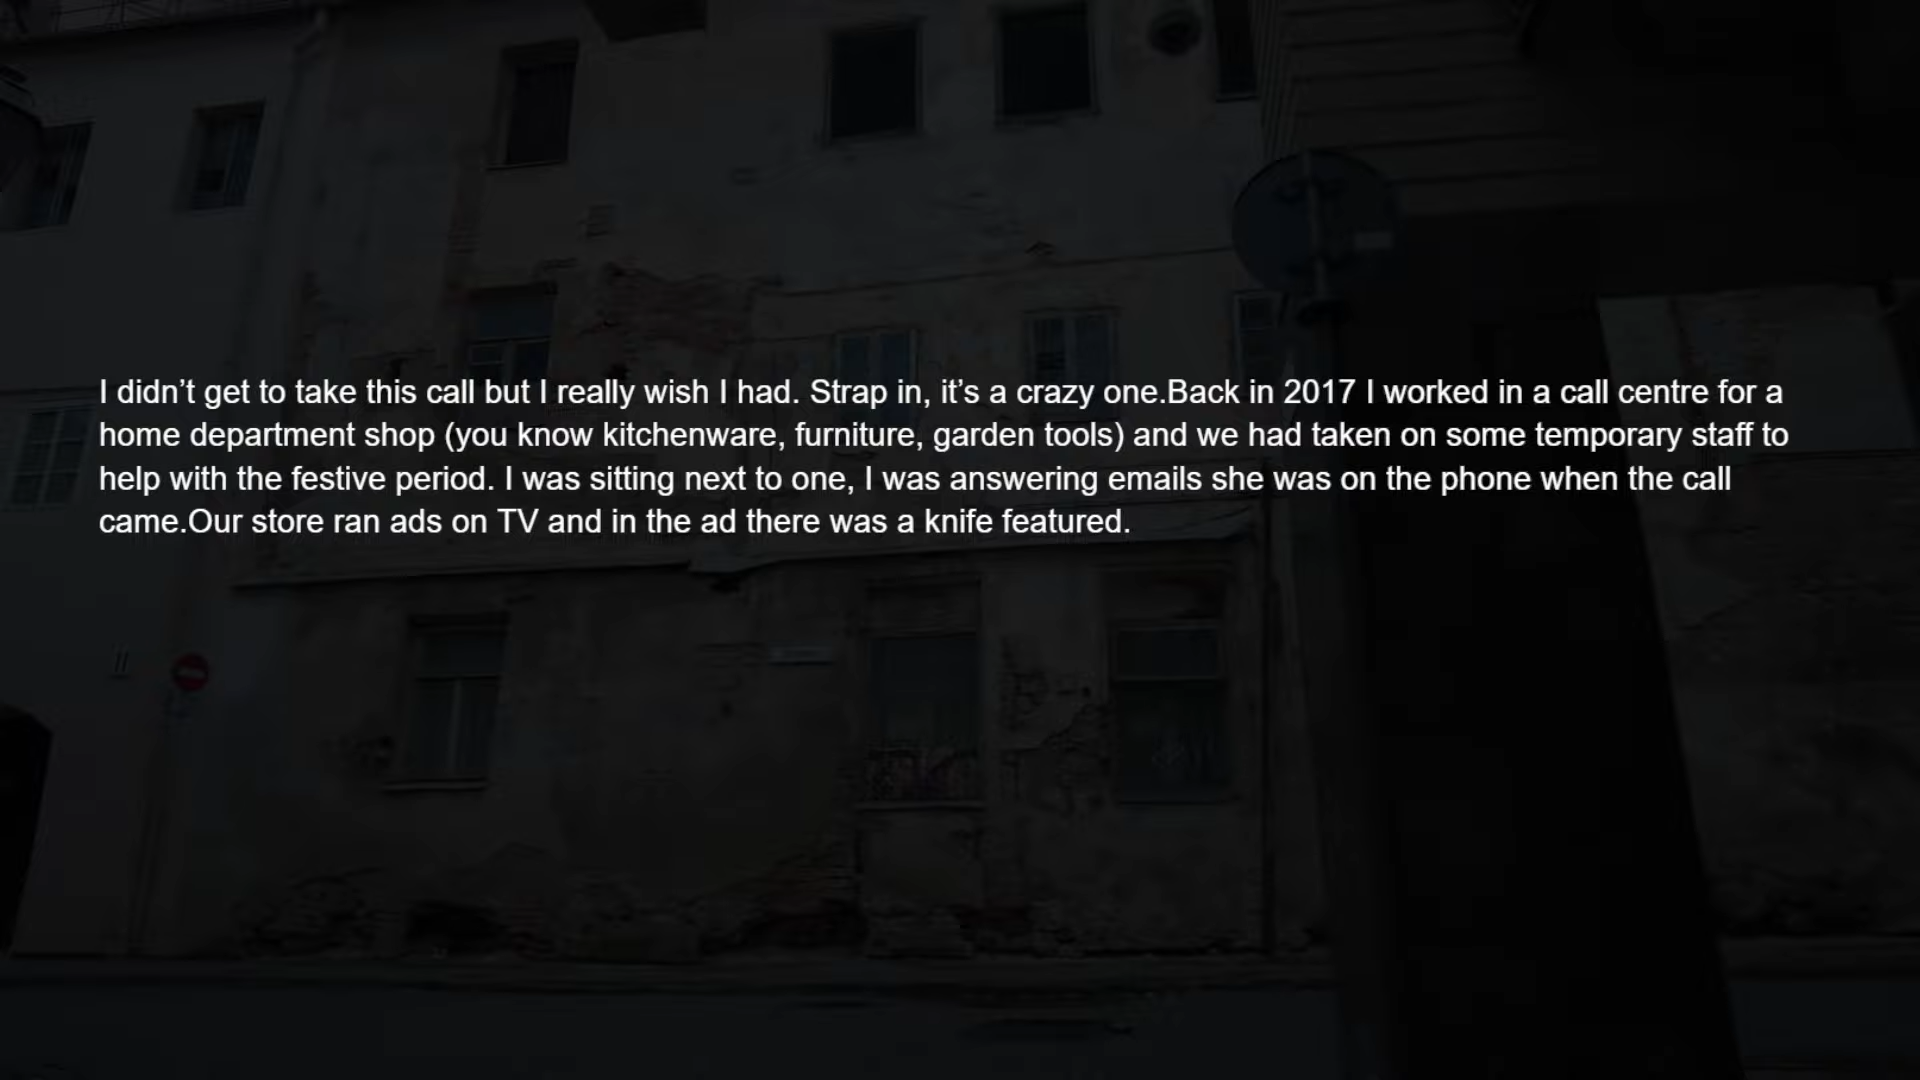 I didn’t get to take this call but I really wish I had. Strap in, it’s a crazy one.Back in 2017 I worked in a call centre for a
home department shop (you know kitchenware, furniture, garden tools) and we had taken on some temporary staff to
help with the festive period. I was sitting next to one, I was answering emails she was on the phone when the call
came.Our store ran ads on TV and in the ad there was a knife featured.